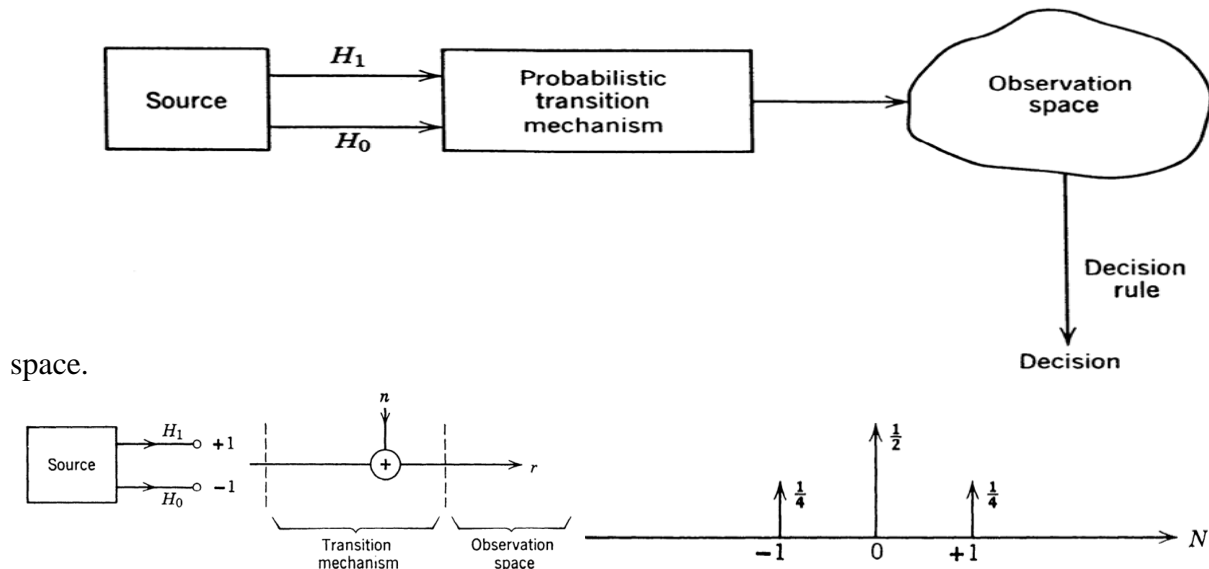 H₁
Source
H₀
Probabilistic
transition
mechanism
Observation
space
Decision
rule
Decision
space.
Source
H₁
+1
H₀
−1
n
+
r
Transition
mechanism
Observation
space
1/4
1/2
1/4
−1
0
+1
N